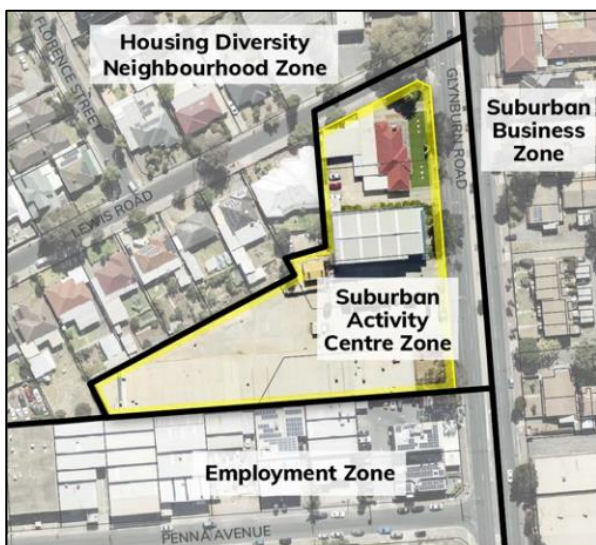 FLORENCE STREET
Housing Diversity
Neighbourhood Zone
GLYNBURN ROAD
Suburban
Business
Zone
LEWIS ROAD
Suburban
Activity
Centre Zone
Employment Zone
PENNA AVENUE